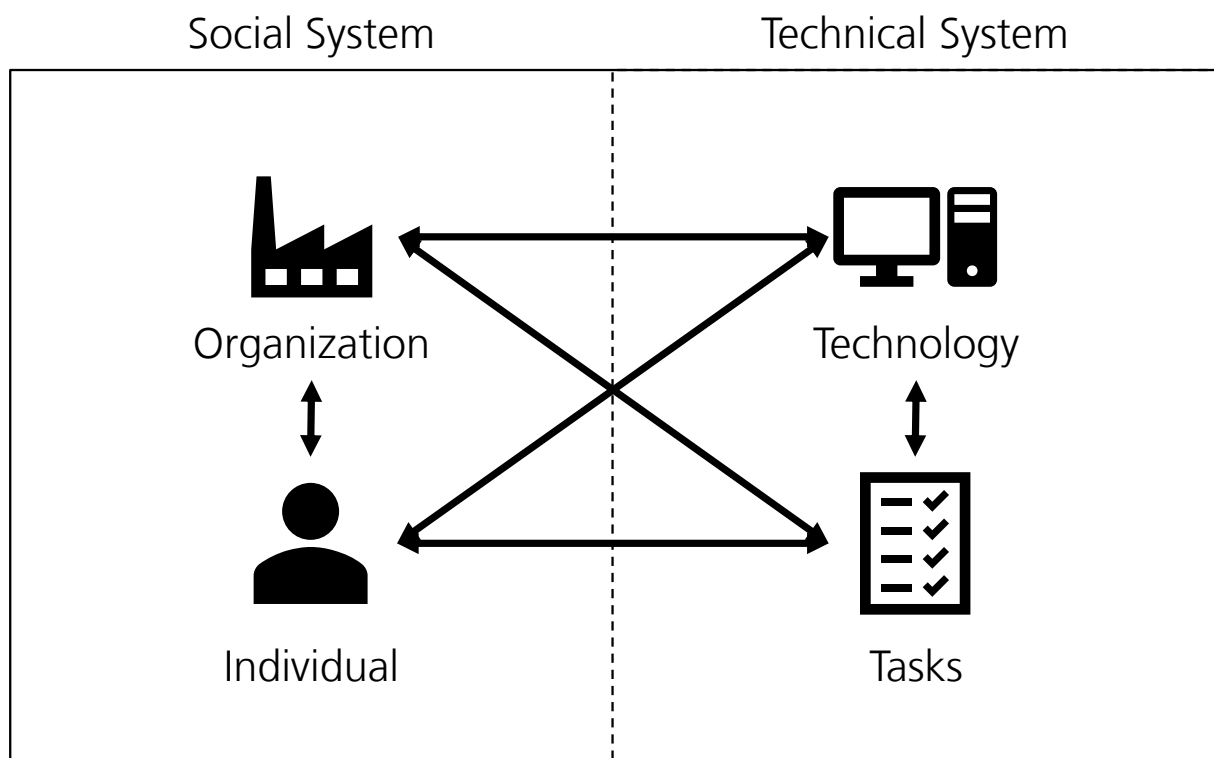 Social System
Technical System
Organization
Technology
Individual
Tasks